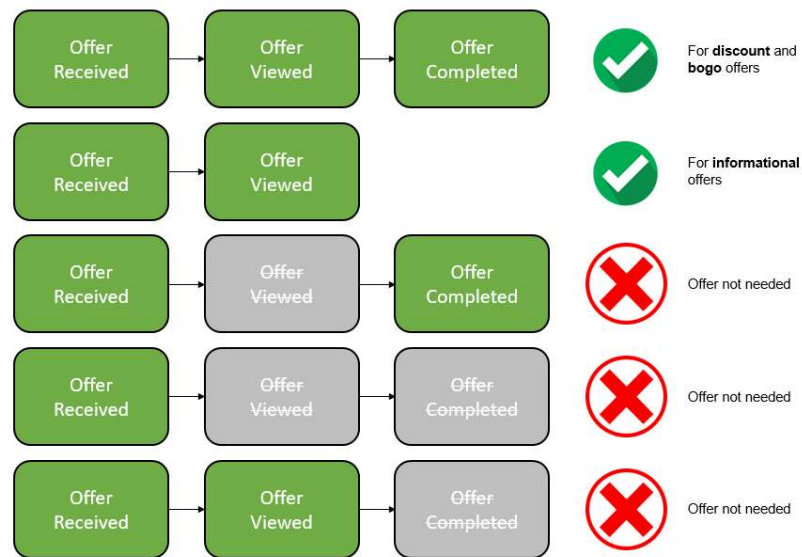 Offer
Received
Offer
Viewed
Offer
Completed
For discount and
bogo offers
Offer
Received
Offer
Viewed
For informational
offers
Offer
Received
Offer
Viewed
Offer
Completed
Offer not needed
Offer
Received
Offer
Viewed
Offer
Completed
Offer not needed
Offer
Received
Offer
Viewed
Offer
Completed
Offer not needed